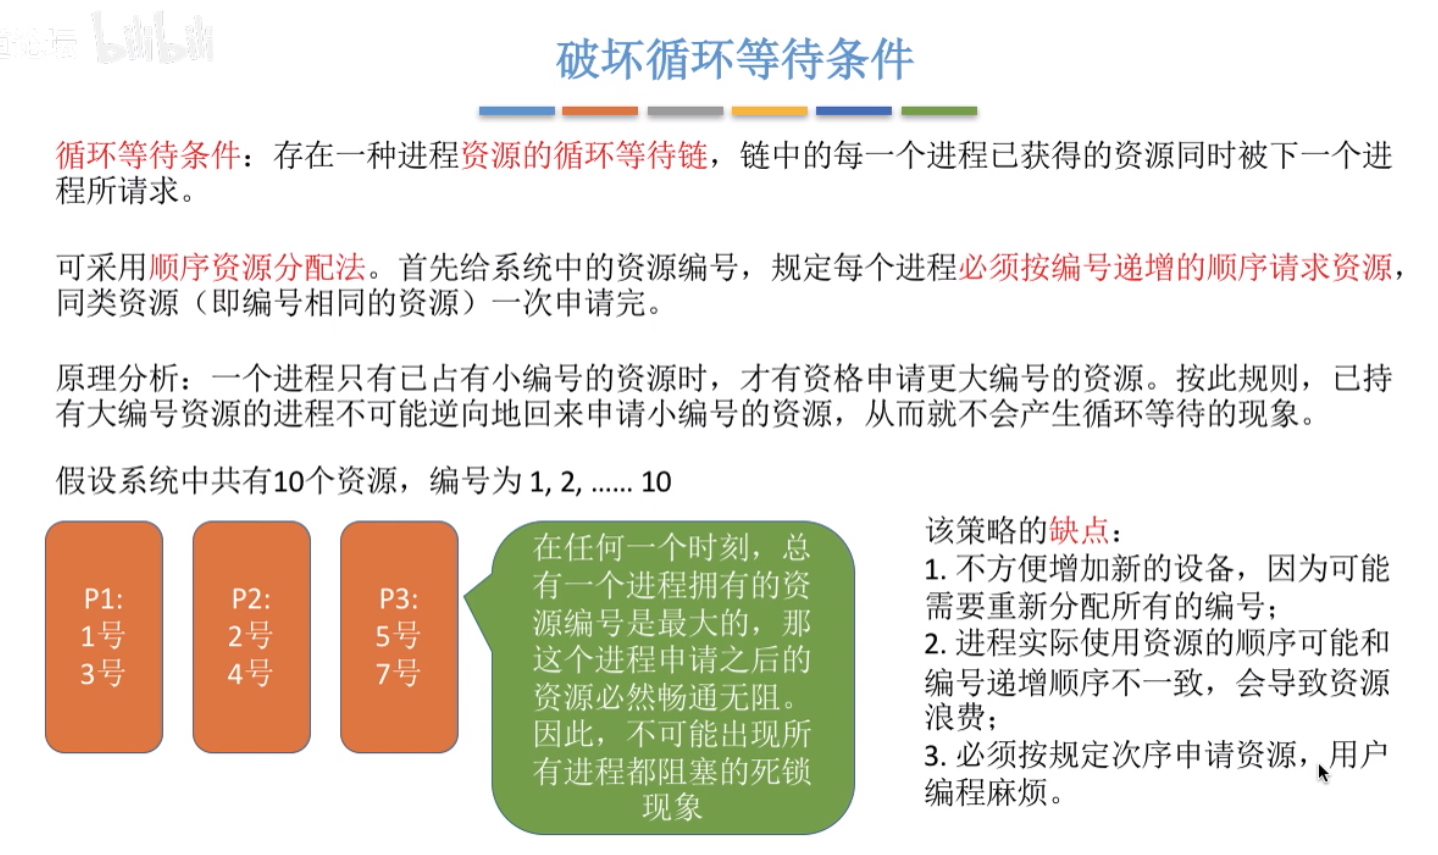 bilibili
破坏循环等待条件
循环等待条件：存在一种进程资源的循环等待链，链中的每一个进程已获得的资源同时被下一个进
程所请求。
可采用顺序资源分配法。首先给系统中的资源编号，规定每个进程必须按编号递增的顺序请求资源，
同类资源（即编号相同的资源）一次申请完。
原理分析：一个进程只有已占有小编号的资源时，才有资格申请更大编号的资源。按此规则，已持
有大编号资源的进程不可能逆向地回来申请小编号的资源，从而就不会产生循环等待的现象。
假设系统中共有10个资源，编号为 1, 2, …… 10
P1:
1号
3号
P2:
2号
4号
P3:
5号
7号
在任何一个时刻，总
有一个进程拥有的资
源编号是最大的，那
这个进程申请之后的
资源必然畅通无阻。
因此，不可能出现所
有进程都阻塞的死锁
现象
该策略的缺点：
1. 不方便增加新的设备，因为可能
需要重新分配所有的编号；
2. 进程实际使用资源的顺序可能和
编号递增顺序不一致，会导致资源
浪费；
3. 必须按规定次序申请资源，用户
编程麻烦。